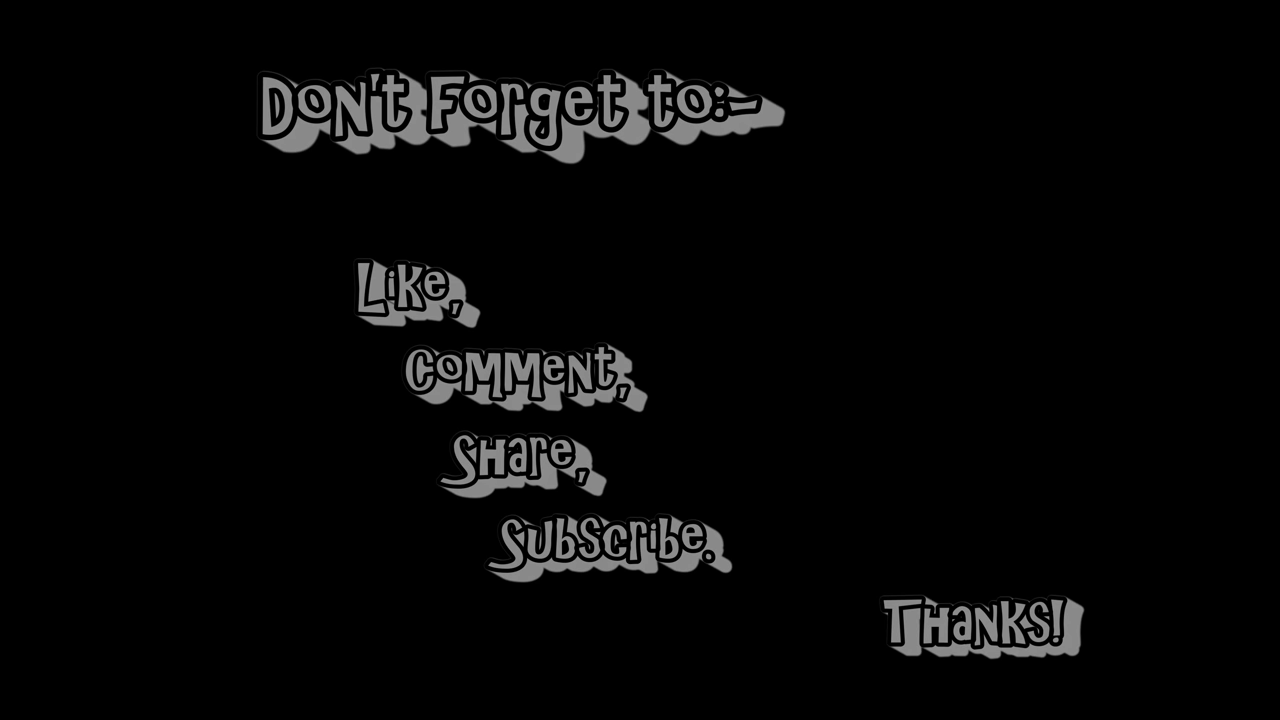 Don't Forget to:-
Like,
Comment,
Share,
Subscribe.
Thanks!